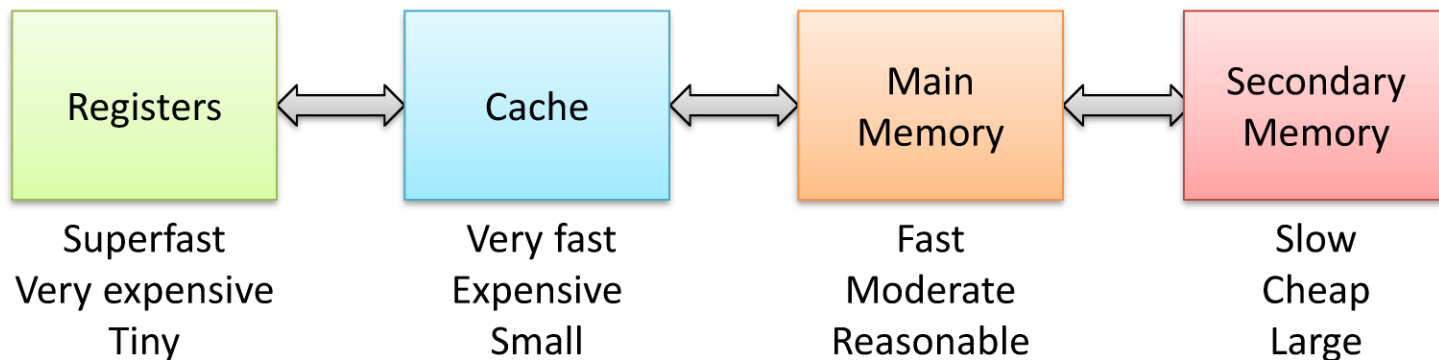 Registers
Cache
Main
Memory
Secondary
Memory
Superfast
Very expensive
Tiny
Very fast
Expensive
Small
Fast
Moderate
Reasonable
Slow
Cheap
Large